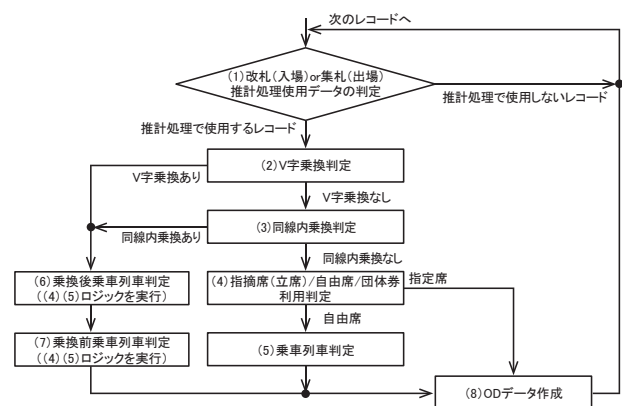 次のレコードへ
(1)改札(入場)or集札(出場)
推計処理使用データの判定
推計処理で使用しないレコード
推計処理で使用するレコード
(2)V字乗換判定
V字乗換あり
V字乗換なし
(3)同線内乗換判定
同線内乗換あり
同線内乗換なし
(6)乗換後乗車列車判定
((4)(5)ロジックを実行)
(4)指摘席(立席)/自由席/団体券
利用判定
指定席
自由席
(7)乗換前乗車列車判定
((4)(5)ロジックを実行)
(5)乗車列車判定
(8)ODデータ作成